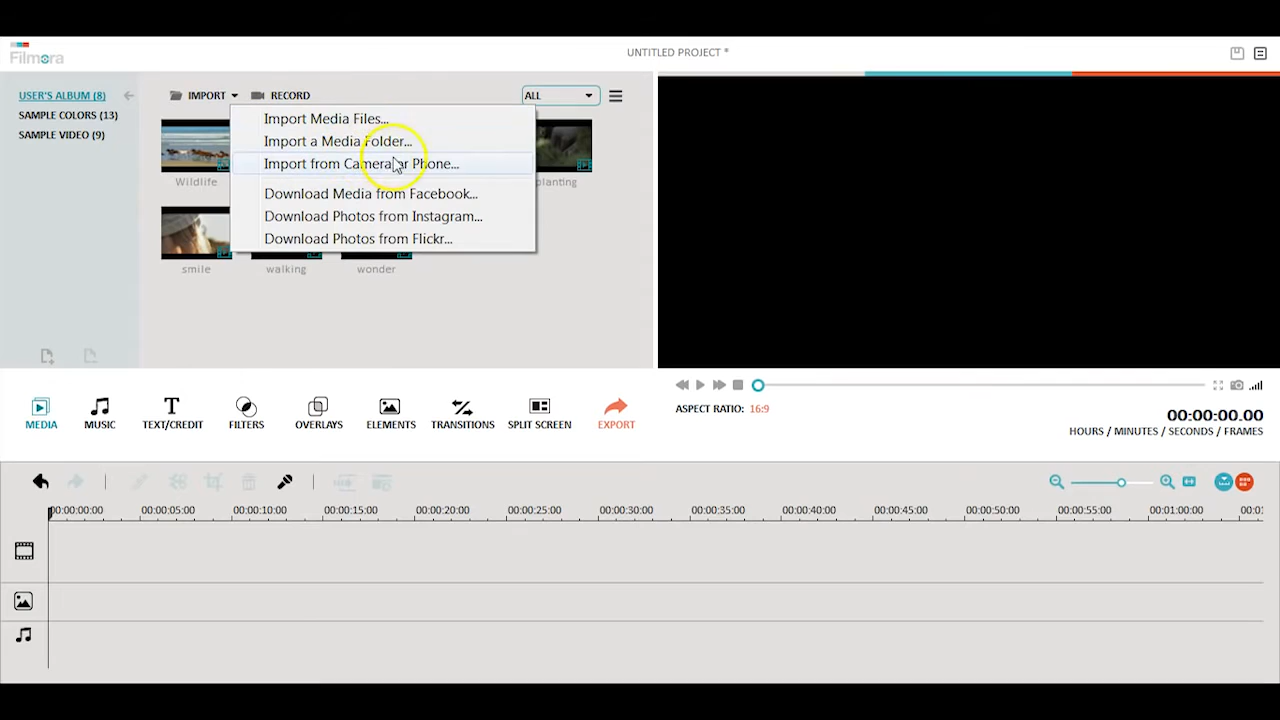 Filmora
UNTITLED PROJECT *
USER'S ALBUM (8)
SAMPLE COLORS (13)
SAMPLE VIDEO (9)
IMPORT
RECORD
ALL
Import Media Files...
Import a Media Folder...
Import from Camera or Phone...
Download Media from Facebook...
Download Photos from Instagram...
Download Photos from Flickr...
Wildlife
planting
smile
walking
wonder
MEDIA
MUSIC
TEXT/CREDIT
FILTERS
OVERLAYS
ELEMENTS
TRANSITIONS
SPLIT SCREEN
EXPORT
ASPECT RATIO: 16:9
00:00:00.00
HOURS / MINUTES / SECONDS / FRAMES
00:00:00:00
00:00:05:00
00:00:10:00
00:00:15:00
00:00:20:00
00:00:25:00
00:00:30:00
00:00:35:00
00:00:40:00
00:00:45:00
00:00:50:00
00:00:55:00
00:01:00:00